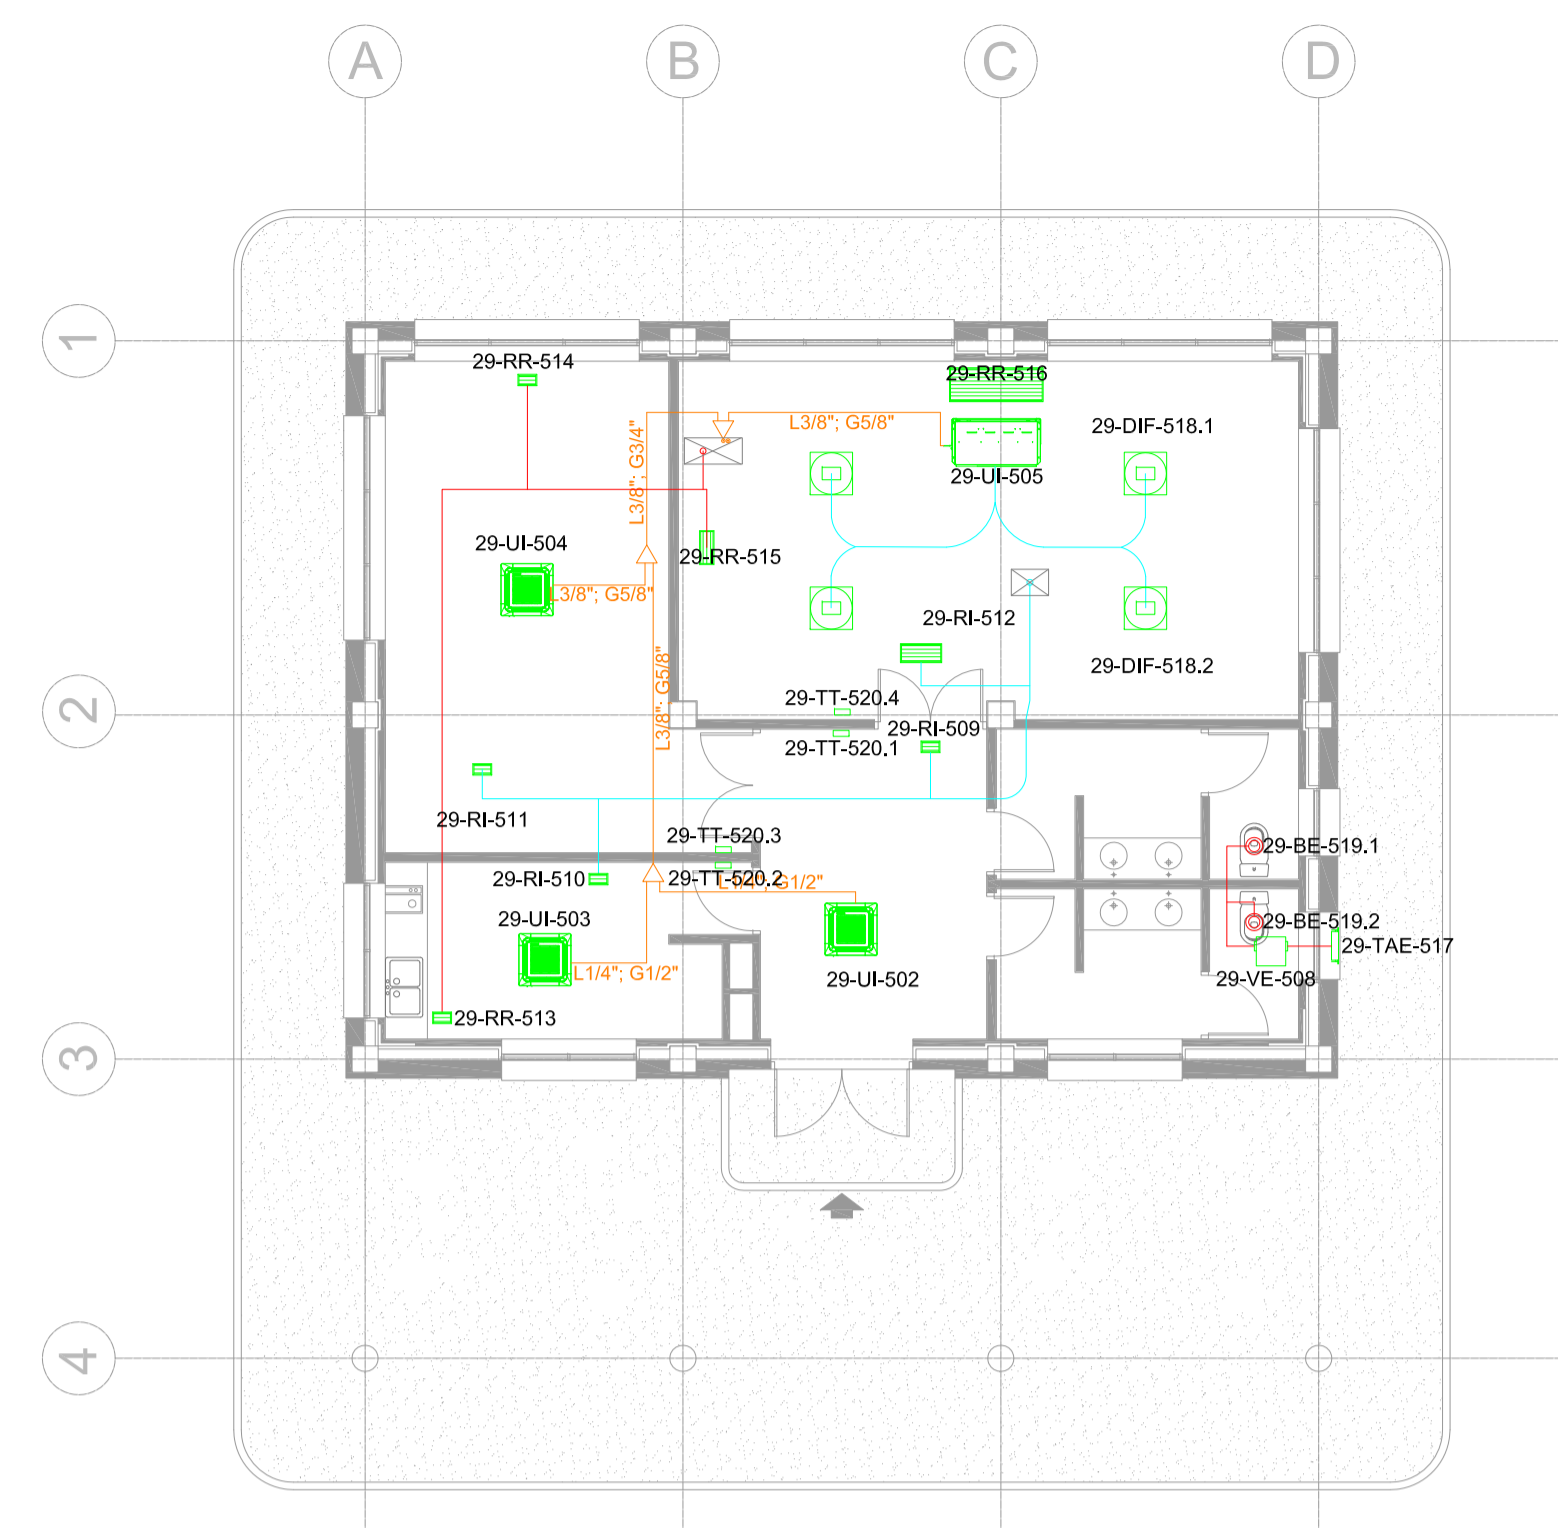 A
B
C
D
1
29-RR-514
29-RR-516
L3/8"; G5/8"
29-DIF-518.1
L3/8"; G3/4"
29-UI-505
29-UI-504
29-RR-515
L3/8"; G5/8"
29-RI-512
29-DIF-518.2
L3/8"; G5/8"
2
29-TT-520.4
29-RI-509
29-TT-520.1
29-RI-511
29-TT-520.3
29-BE-519.1
29-RI-510
29-TT-520.2
L1/4"; G1/2"
29-UI-503
29-BE-519.2
29-TAE-517
L1/4"; G1/2"
29-UI-502
29-VE-508
29-RR-513
3
4